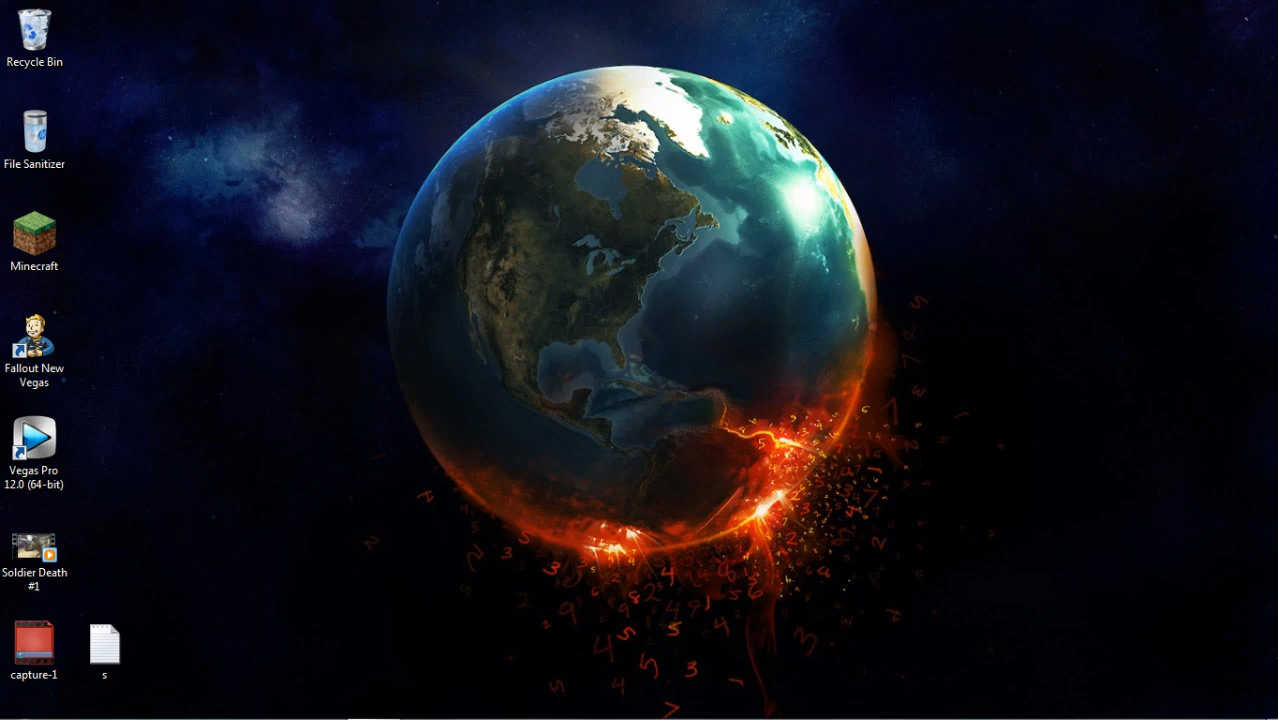 Recycle Bin
File Sanitizer
Minecraft
Fallout New
Vegas
Vegas Pro
12.0 (64-bit)
Soldier Death
#1
capture-1
s